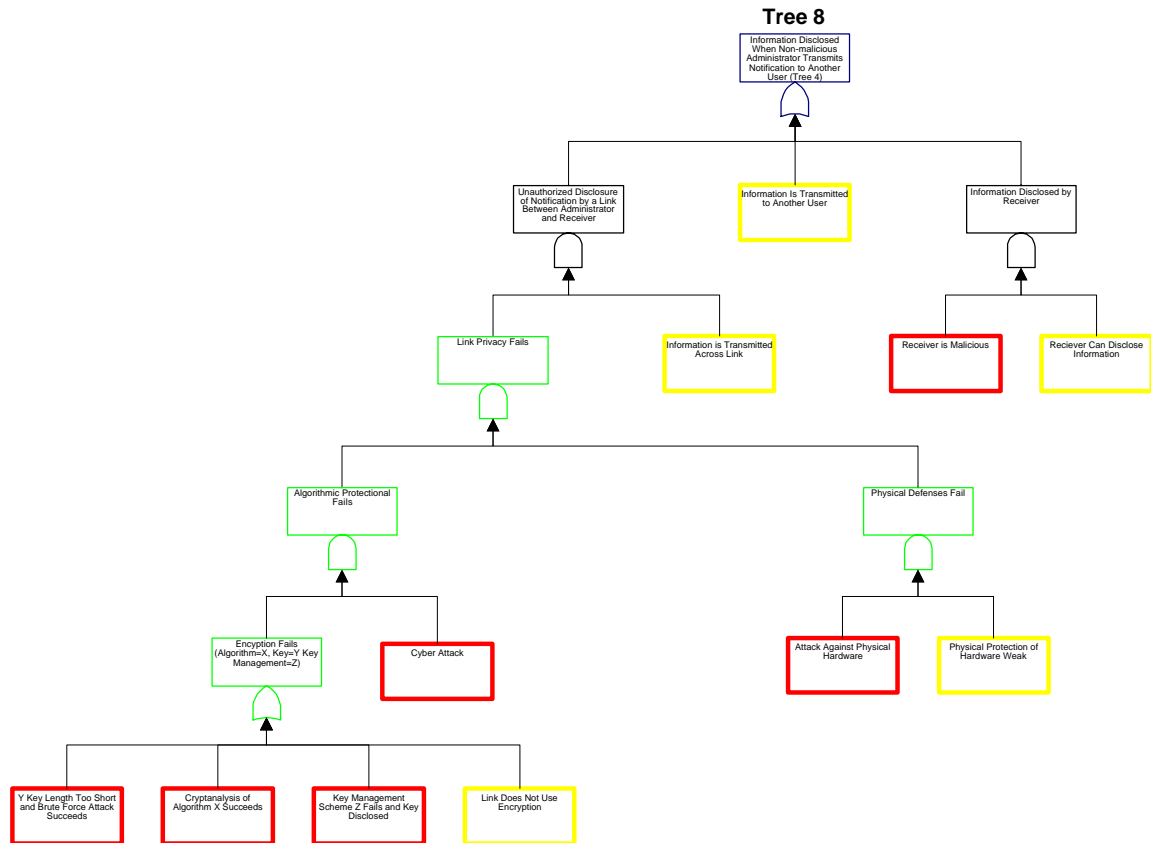 Tree 8
Information Disclosed
When Non-malicious
Administrator Transmits
Notification to Another
User (Tree 4)
Unauthorized Disclosure
of Notification by a Link
Between Administrator
and Receiver
Information Is Transmitted
to Another User
Information Disclosed by
Receiver
Link Privacy Fails
Information is Transmitted
Across Link
Receiver is Malicious
Reciever Can Disclose
Information
Algorithmic Protectional
Fails
Physical Defenses Fail
Encyption Fails
(Algorithm=X, Key=Y Key
Management=Z)
Cyber Attack
Attack Against Physical
Hardware
Physical Protection of
Hardware Weak
Y Key Length Too Short
and Brute Force Attack
Succeeds
Cryptanalysis of
Algorithm X Succeeds
Key Management
Scheme Z Fails and Key
Disclosed
Link Does Not Use
Encryption